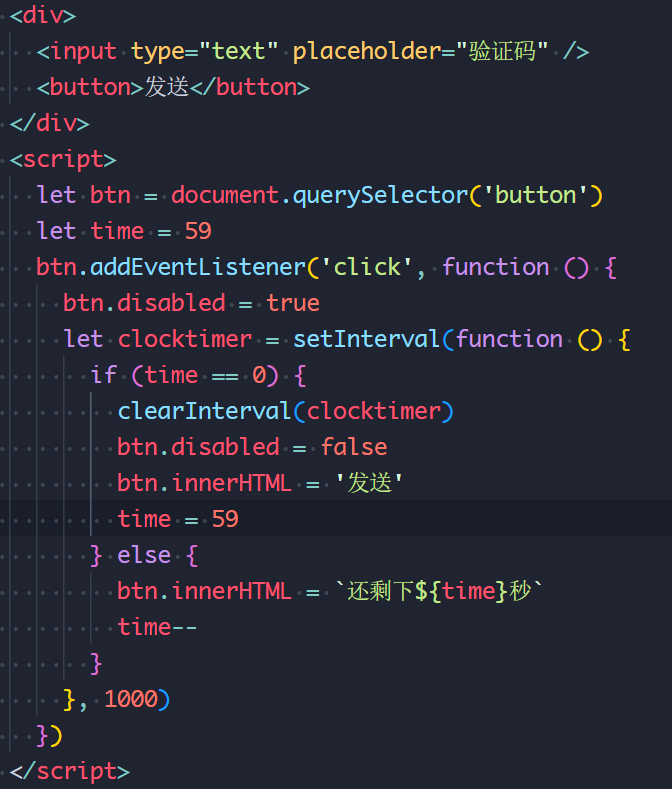 <div>
<input type="text" placeholder="验证码" />
<button>发送</button>
</div>
<script>
let btn = document.querySelector('button')
let time = 59
btn.addEventListener('click', function () {
btn.disabled = true
let clocktimer = setInterval(function () {
if (time == 0) {
clearInterval(clocktimer)
btn.disabled = false
btn.innerHTML = '发送'
time = 59
} else {
btn.innerHTML = `还剩下${time}秒`
time--
}
}, 1000)
})
</script>